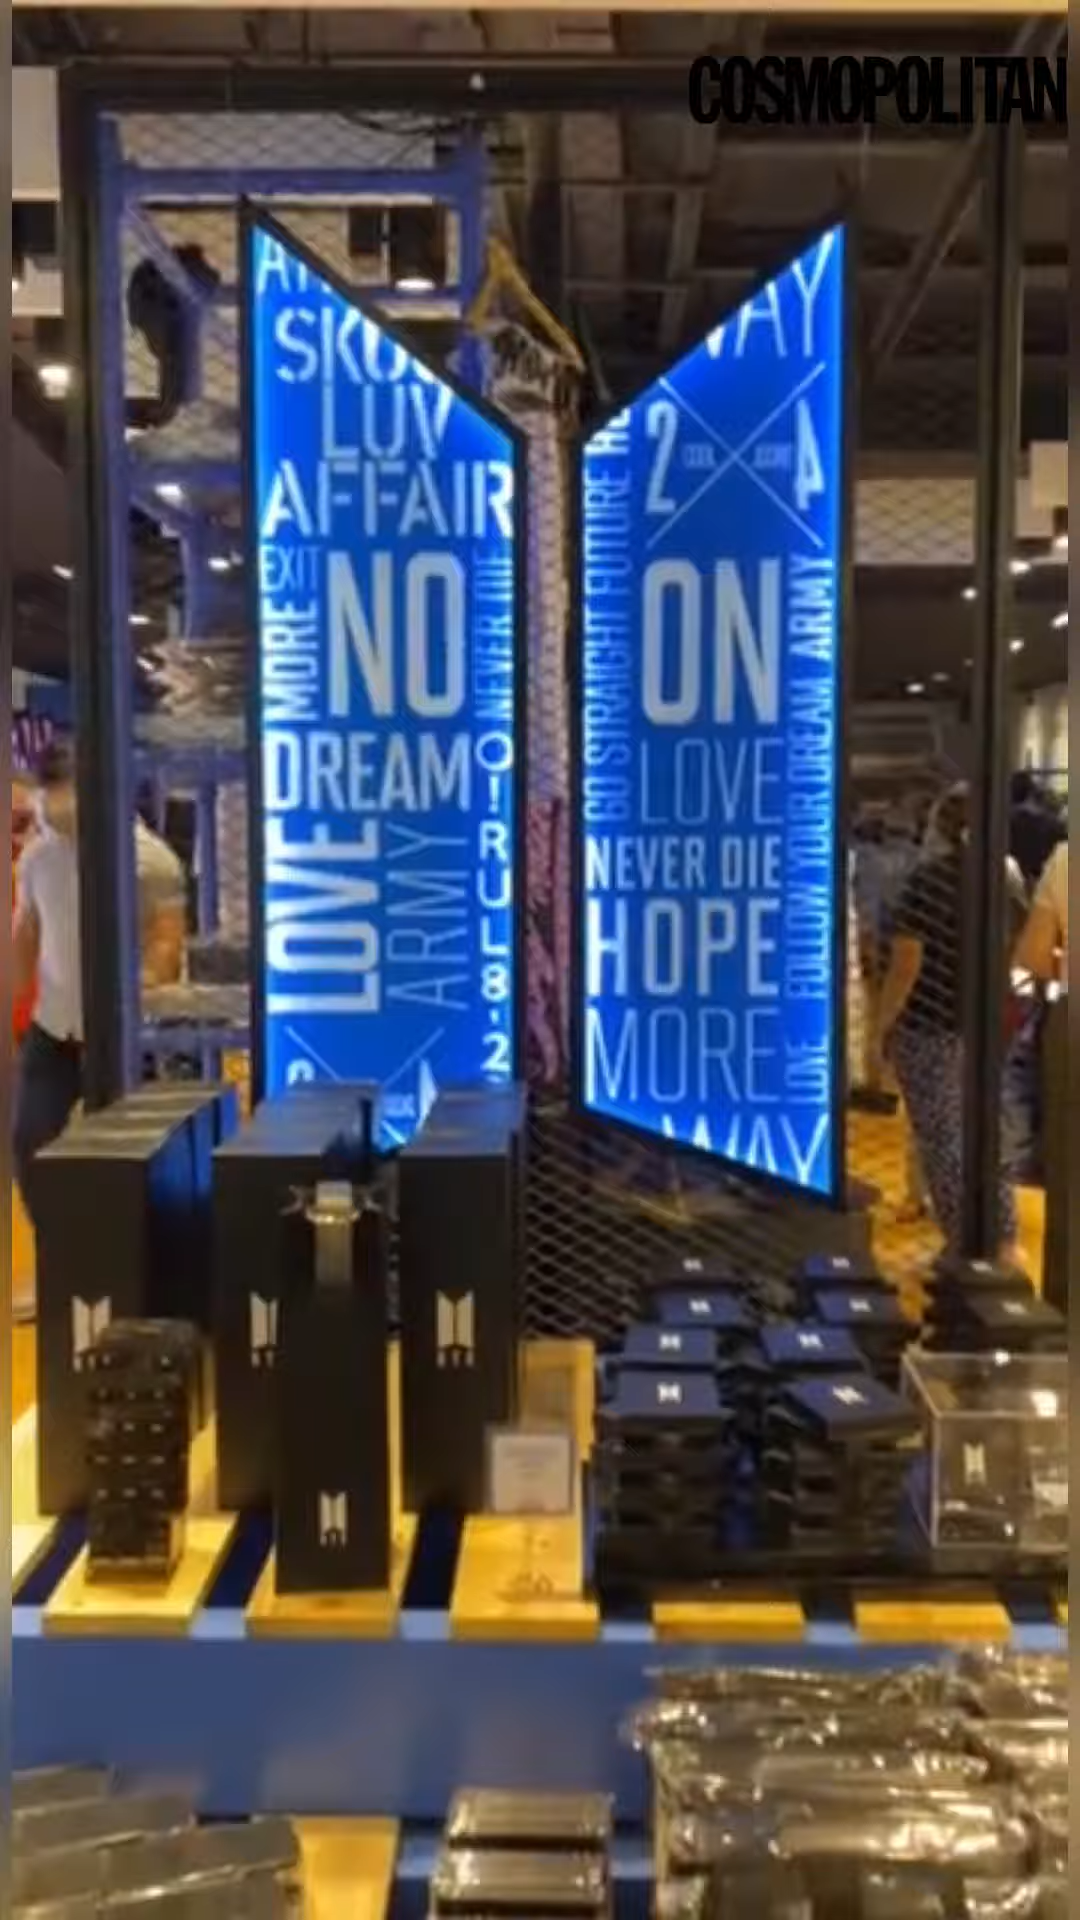 COSMOPOLITAN
LUV
AFFAIR
EXIT
NO
MORE
DREAM
LOVE
ARMY
NEVER DIE
O!RUL8,2
WAY
2 COOL 4
GO STRAIGHT FUTURE
ON
LOVE
NEVER DIE
HOPE
MORE
FOLLOW YOUR DREAM ARMY
LOVE
WAY